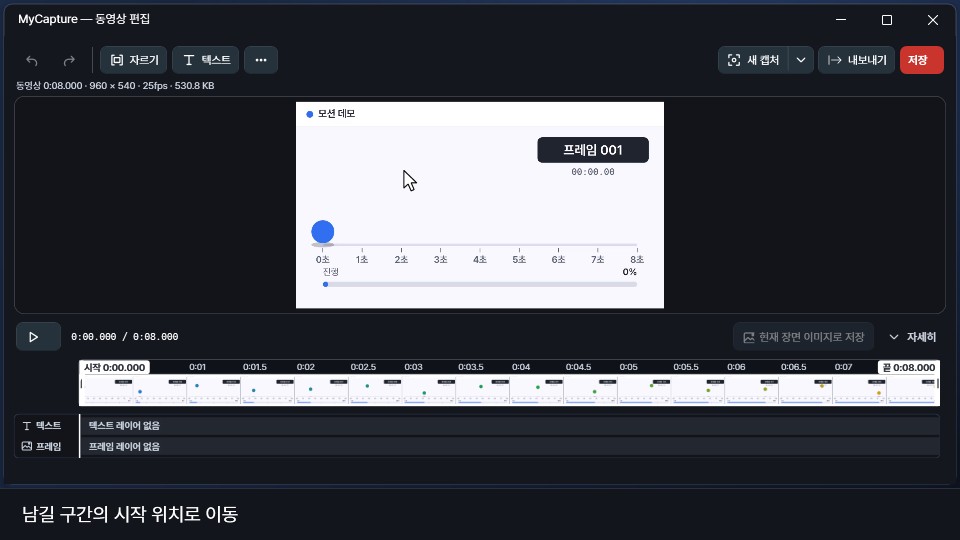 MyCapture — 동영상 편집
자르기 텍스트 ••• 새 캡처 내보내기 저장
동영상 0:08.000 · 960 × 540 · 25fps · 530.8 KB
모션 데모
프레임 001
00:00.00
0초 1초 2초 3초 4초 5초 6초 7초 8초
진행 0%
0:00.000 / 0:08.000 현재 장면 이미지로 저장 자세히
시작 0:00.000 0:01 0:01.5 0:02 0:02.5 0:03 0:03.5 0:04 0:04.5 0:05 0:05.5 0:06 0:06.5 0:07 끝 0:08.000
텍스트 텍스트 레이어 없음
프레임 프레임 레이어 없음
남길 구간의 시작 위치로 이동